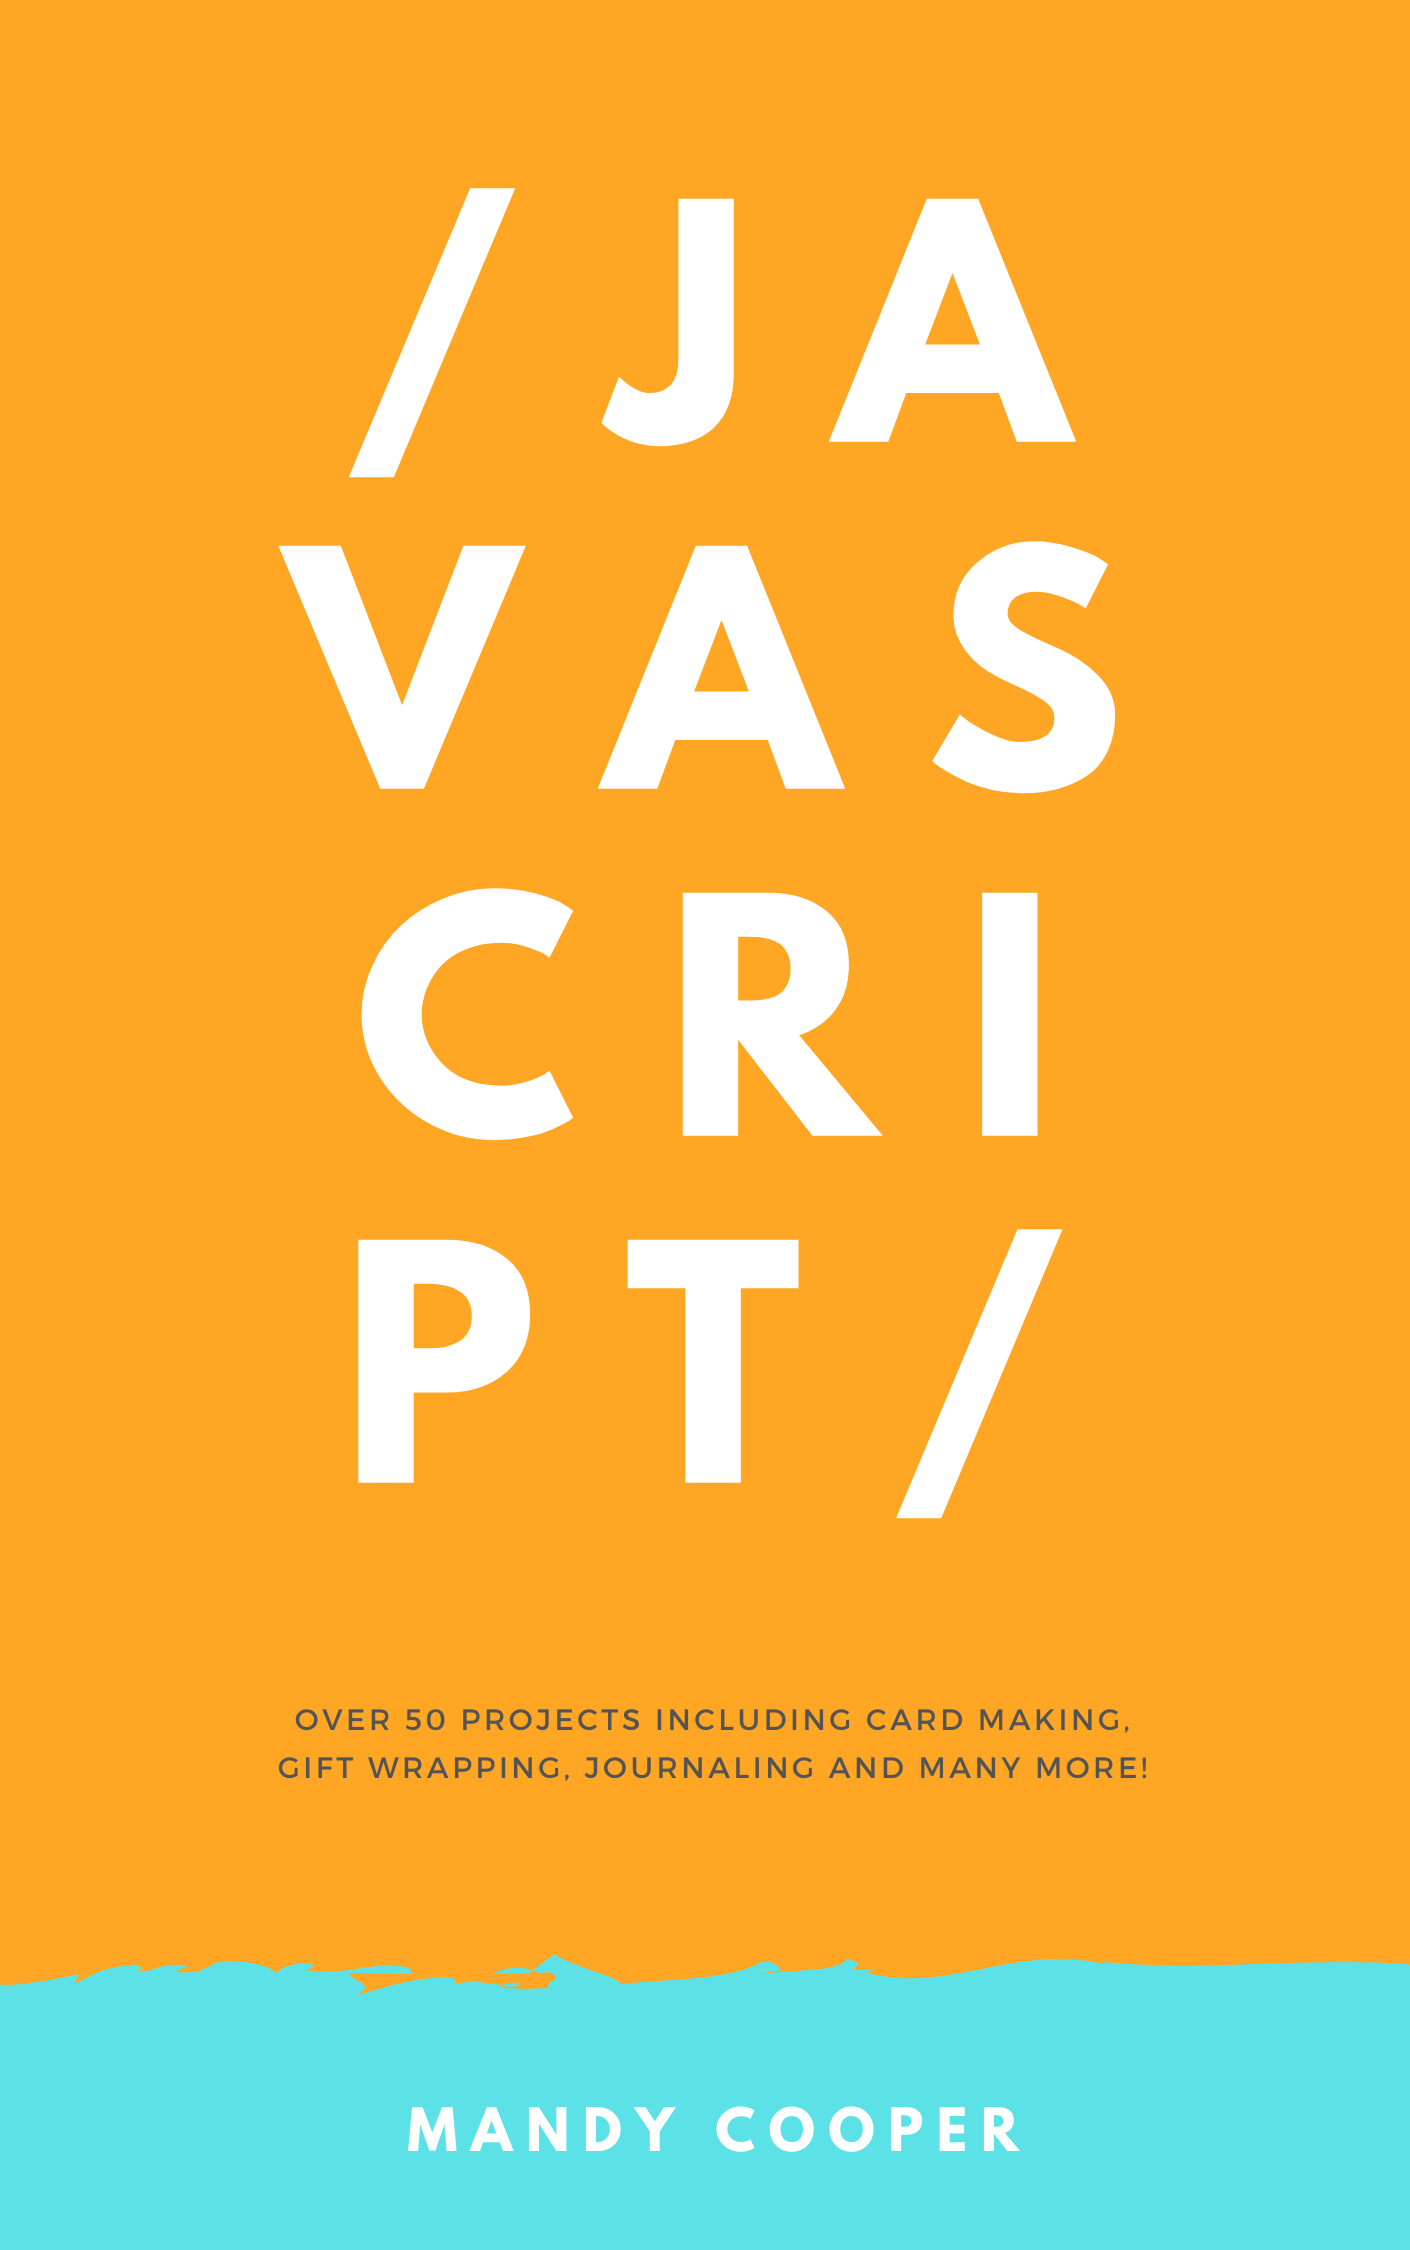 /JA
VAS
CRI
PT/
OVER 50 PROJECTS INCLUDING CARD MAKING,
GIFT WRAPPING, JOURNALING AND MANY MORE!
MANDY COOPER